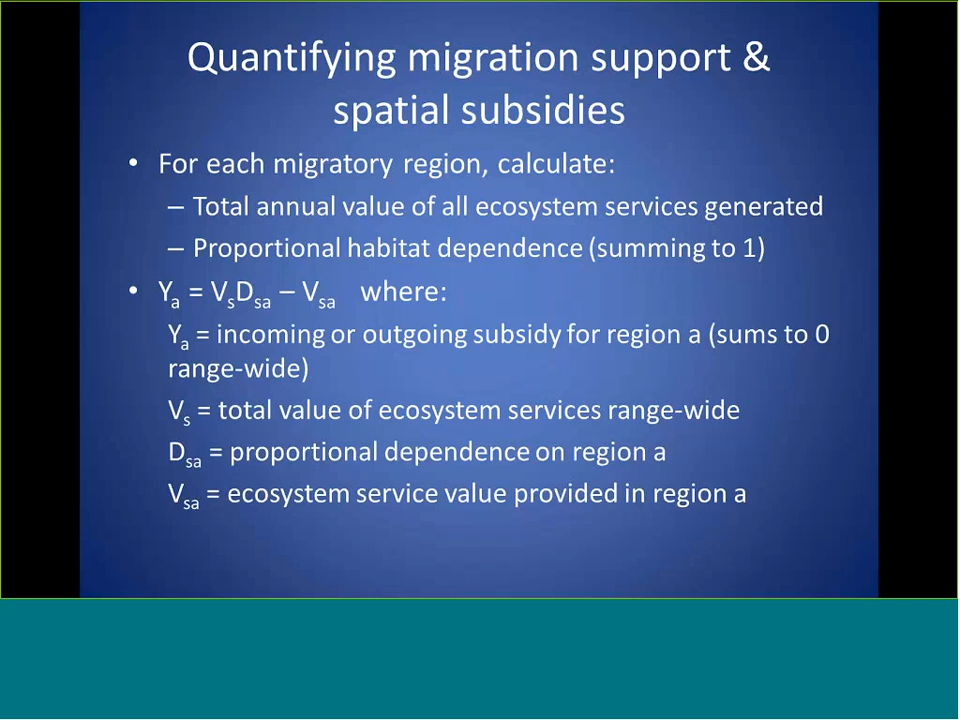 Quantifying migration support &
spatial subsidies
• For each migratory region, calculate:
– Total annual value of all ecosystem services generated
– Proportional habitat dependence (summing to 1)
• Yₐ = VₛDₛₐ – Vₛₐ where:
Yₐ = incoming or outgoing subsidy for region a (sums to 0
range-wide)
Vₛ = total value of ecosystem services range-wide
Dₛₐ = proportional dependence on region a
Vₛₐ = ecosystem service value provided in region a